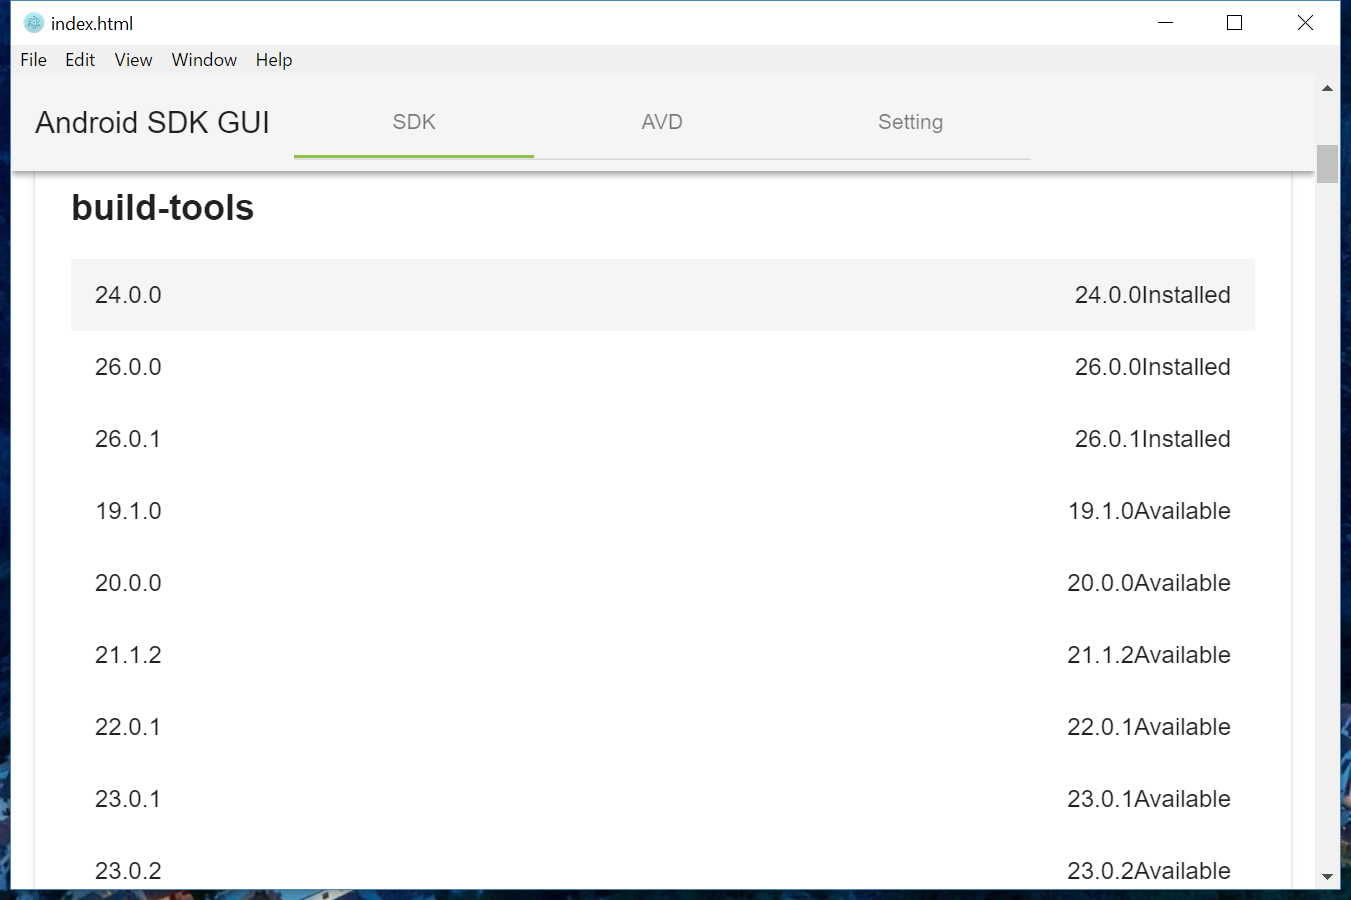 index.html
File Edit View Window Help
Android SDK GUI SDK AVD Setting
build-tools
24.0.0 24.0.0Installed
26.0.0 26.0.0Installed
26.0.1 26.0.1Installed
19.1.0 19.1.0Available
20.0.0 20.0.0Available
21.1.2 21.1.2Available
22.0.1 22.0.1Available
23.0.1 23.0.1Available
23.0.2 23.0.2Available